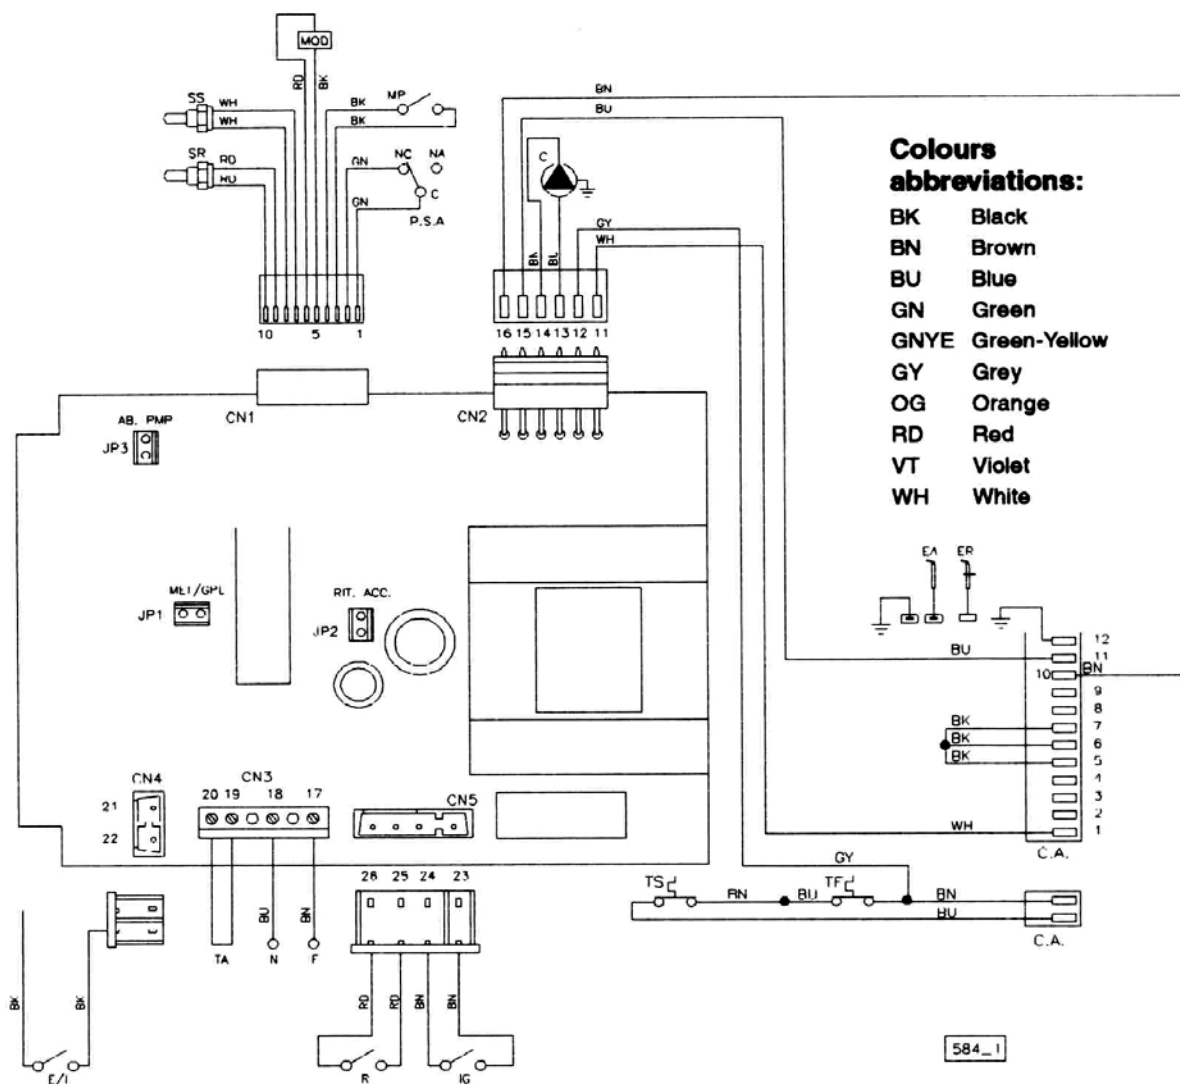 MOD
RD
BK
SS
WH
WH
SR
RD
BK
MP
BK
GN
NC
NA
C
GN
P.S.A
10
5
1
BN
BU
C
GY
WH
BU
16 15 14 13 12 11
CN1
CN2
Colours
abbreviations:
BK Black
BN Brown
BU Blue
GN Green
GNYE Green-Yellow
GY Grey
OG Orange
RD Red
VT Violet
WH White
AB. PMP
JP3
MET/GPL
JP1
RIT. ACC.
JP2
EA
ER
BU
BN
12
11
10
9
8
7
6
5
4
3
2
1
BK
BK
BK
WH
C.A.
CN4
21
22
CN3
20 19 18 17
CN5
GY
TS
BU
TF
BN
BU
C.A.
26 25 24 23
BU
BN
TA
N
F
BK
BK
E/I
RD
RD
BN
BN
R
IG
584_1